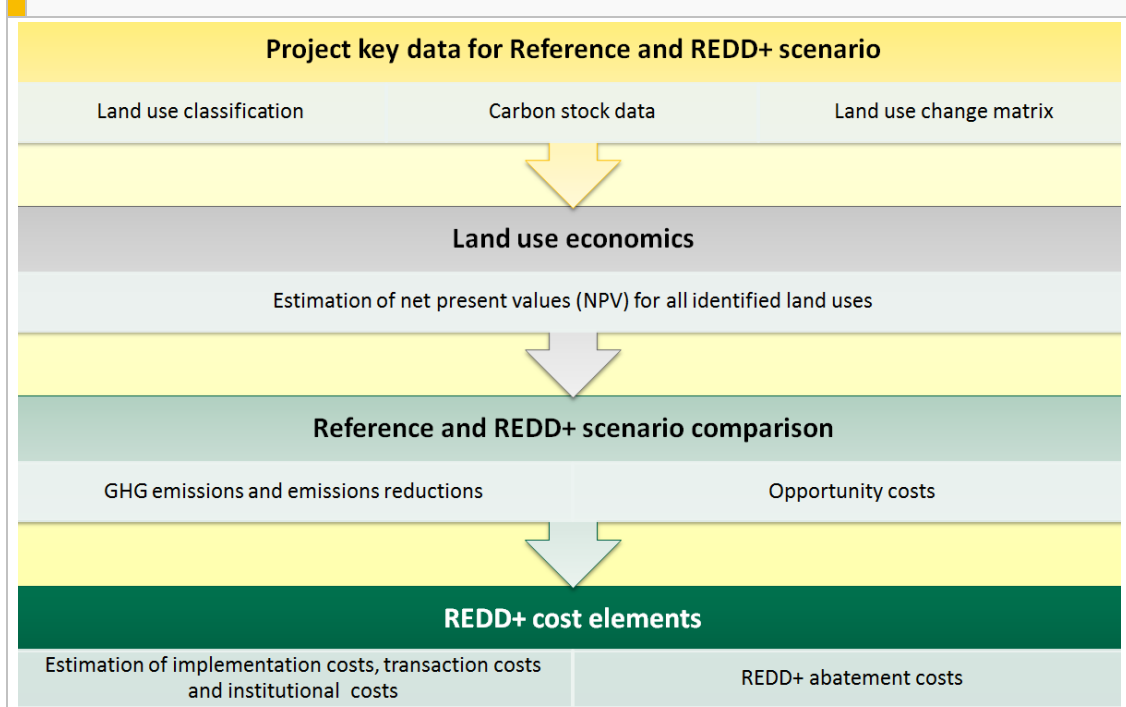 Project key data for Reference and REDD+ scenario
Land use classification
Carbon stock data
Land use change matrix
Land use economics
Estimation of net present values (NPV) for all identified land uses
Reference and REDD+ scenario comparison
GHG emissions and emissions reductions
Opportunity costs
REDD+ cost elements
Estimation of implementation costs, transaction costs
and institutional costs
REDD+ abatement costs